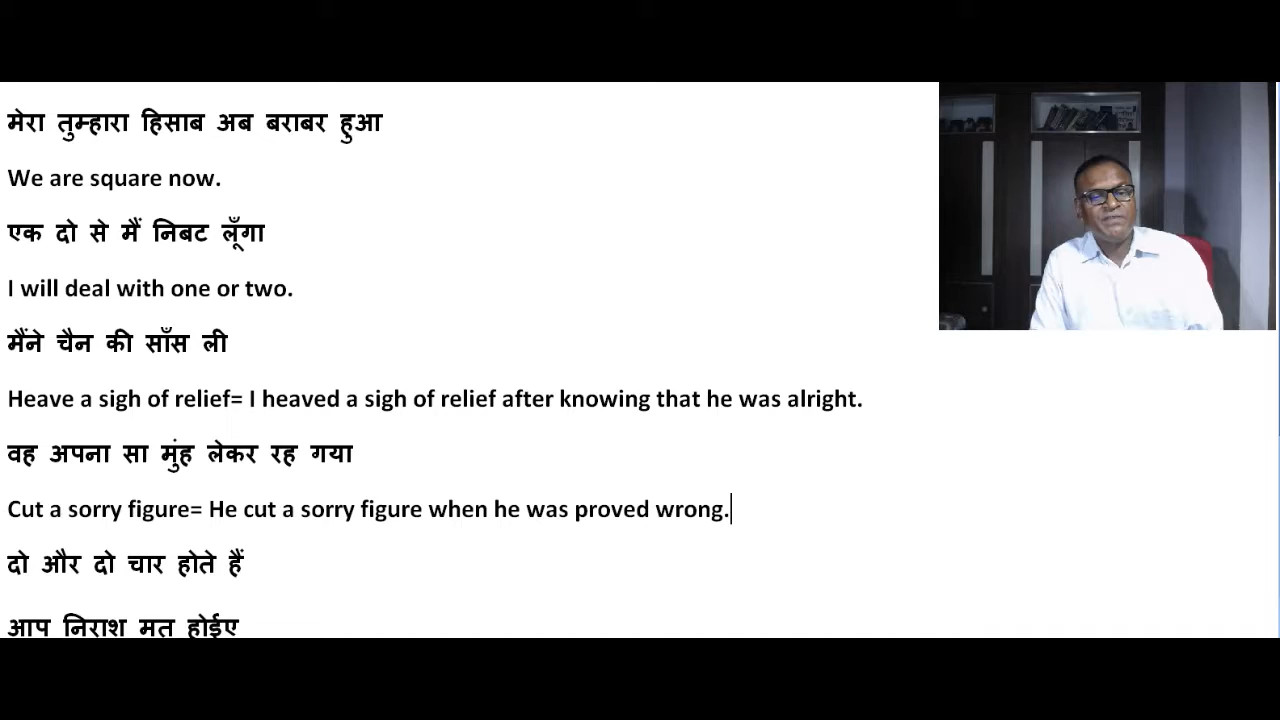 मेरा तुम्हारा हिसाब अब बराबर हुआ
We are square now.
एक दो से मैं निबट लूँगा
I will deal with one or two.
मैंने चैन की साँस ली
Heave a sigh of relief= I heaved a sigh of relief after knowing that he was alright.
वह अपना सा मुंह लेकर रह गया
Cut a sorry figure= He cut a sorry figure when he was proved wrong.
दो और दो चार होते हैं
आप निराश मत होईए